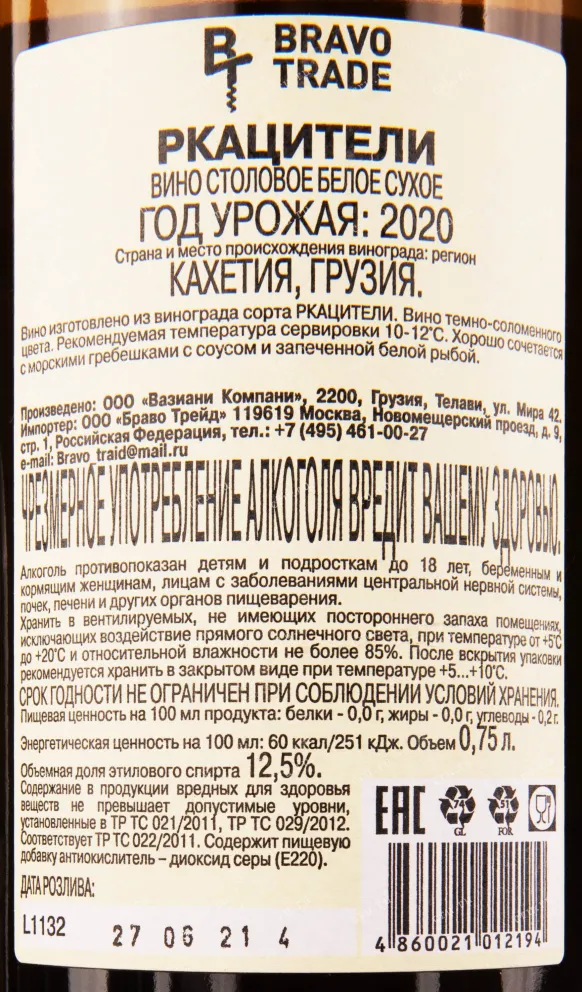 BRAVO
TRADE
РКАЦИТЕЛИ
ВИНО СТОЛОВОЕ БЕЛОЕ СУХОЕ
ГОД УРОЖАЯ: 2020
Страна и место происхождения винограда: регион
КАХЕТИЯ, ГРУЗИЯ.
Вино изготовлено из винограда сорта РКАЦИТЕЛИ. Вино темно-соломенного
цвета. Рекомендуемая температура сервировки 10-12°С. Хорошо сочетается
с морскими гребешками с соусом и запеченной белой рыбой.
Произведено: ООО «Вазиани Компани», 2200, Грузия, Телави, ул. Мира 42.
Импортер: ООО «Браво Трейд» 119619 Москва, Новомещерский проезд, д. 9,
стр. 1, Российская Федерация, тел.: +7 (495) 461-00-27
e-mail: Bravo_traid@mail.ru
ЧРЕЗМЕРНОЕ УПОТРЕБЛЕНИЕ АЛКОГОЛЯ ВРЕДИТ ВАШЕМУ ЗДОРОВЬЮ.
Алкоголь противопоказан детям и подросткам до 18 лет, беременным и
кормящим женщинам, лицам с заболеваниями центральной нервной системы,
почек, печени и других органов пищеварения.
Хранить в вентилируемых, не имеющих постороннего запаха помещениях,
исключающих воздействие прямого солнечного света, при температуре от +5°С
до +20°С и относительной влажности не более 85%. После вскрытия упаковки
рекомендуется хранить в закрытом виде при температуре +5...+10°С.
СРОК ГОДНОСТИ НЕ ОГРАНИЧЕН ПРИ СОБЛЮДЕНИИ УСЛОВИЙ ХРАНЕНИЯ.
Пищевая ценность на 100 мл продукта: белки - 0,0 г, жиры - 0,0 г, углеводы - 0,2 г.
Энергетическая ценность на 100 мл: 60 ккал/251 кДж. Объем 0,75 л.
Объемная доля этилового спирта 12,5%.
Содержание в продукции вредных для здоровья
веществ не превышает допустимые уровни,
установленные в ТР ТС 021/2011, ТР ТС 029/2012.
Соответствует ТР ТС 022/2011. Содержит пищевую
добавку антиокислитель – диоксид серы (Е220).
ДАТА РОЗЛИВА:
L1132 27 06 21 4
EAC 74 51
GL FOR
4 860021 012194